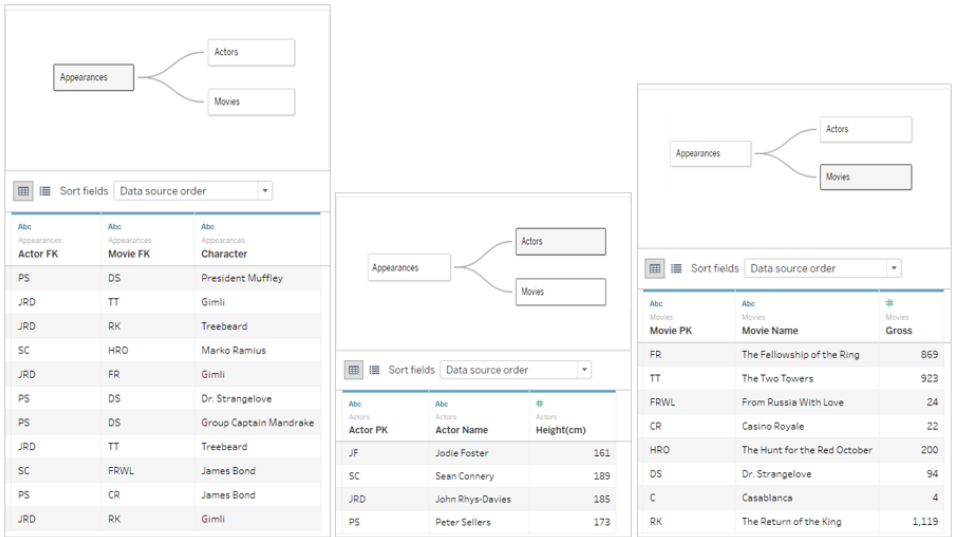 Actors
Appearances
Movies
Sort fields Data source order
Abc Abc Abc
Appearances Appearances Appearances
Actor FK Movie FK Character
PS DS President Muffley
JRD TT Gimli
JRD RK Treebeard
SC HRO Marko Ramius
JRD FR Gimli
PS DS Dr. Strangelove
PS DS Group Captain Mandrake
JRD TT Treebeard
SC FRWL James Bond
PS CR James Bond
JRD RK Gimli
Actors
Appearances
Movies
Sort fields Data source order
Abc Abc #
Actors Actors Actors
Actor PK Actor Name Height(cm)
JF Jodie Foster 161
SC Sean Connery 189
JRD John Rhys-Davies 185
PS Peter Sellers 173
Actors
Appearances
Movies
Sort fields Data source order
Abc Abc #
Movies Movies Movies
Movie PK Movie Name Gross
FR The Fellowship of the Ring 869
TT The Two Towers 923
FRWL From Russia With Love 24
CR Casino Royale 22
HRO The Hunt for the Red October 200
DS Dr. Strangelove 94
C Casablanca 4
RK The Return of the King 1,119